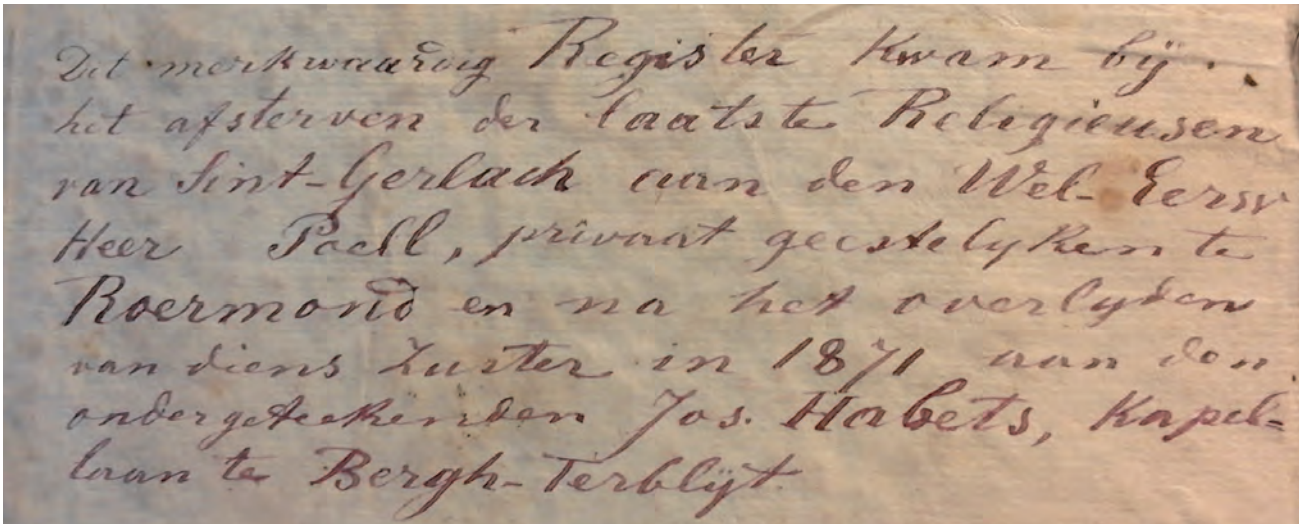 Dit merkwaardig Register kwam bij
het afsterven der laatste Religieusen
van Sint-Gerlach aan den Wel-Eerw
Heer Paell, privaat geestelyken te
Roermond en na het overlyden
van diens Zuster in 1871 aan den
ondergeteekenden Jos. Habets, Kapel-
laan te Bergh-Terblijt.